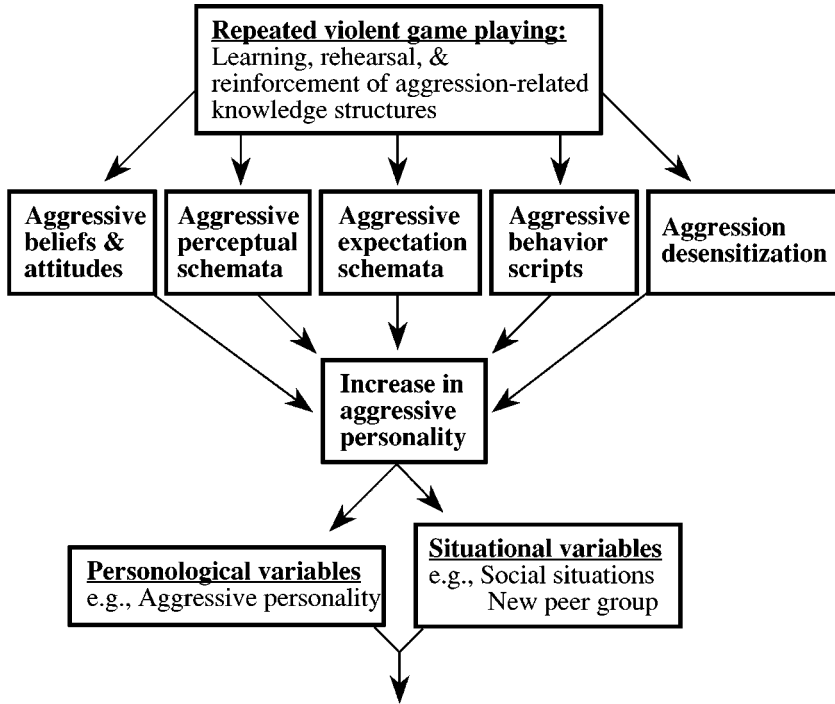 Repeated violent game playing:
Learning, rehearsal, &
reinforcement of aggression-related
knowledge structures
Aggressive
beliefs &
attitudes
Aggressive
perceptual
schemata
Aggressive
expectation
schemata
Aggressive
behavior
scripts
Aggression
desensitization
Increase in
aggressive
personality
Personological variables
e.g., Aggressive personality
Situational variables
e.g., Social situations
New peer group